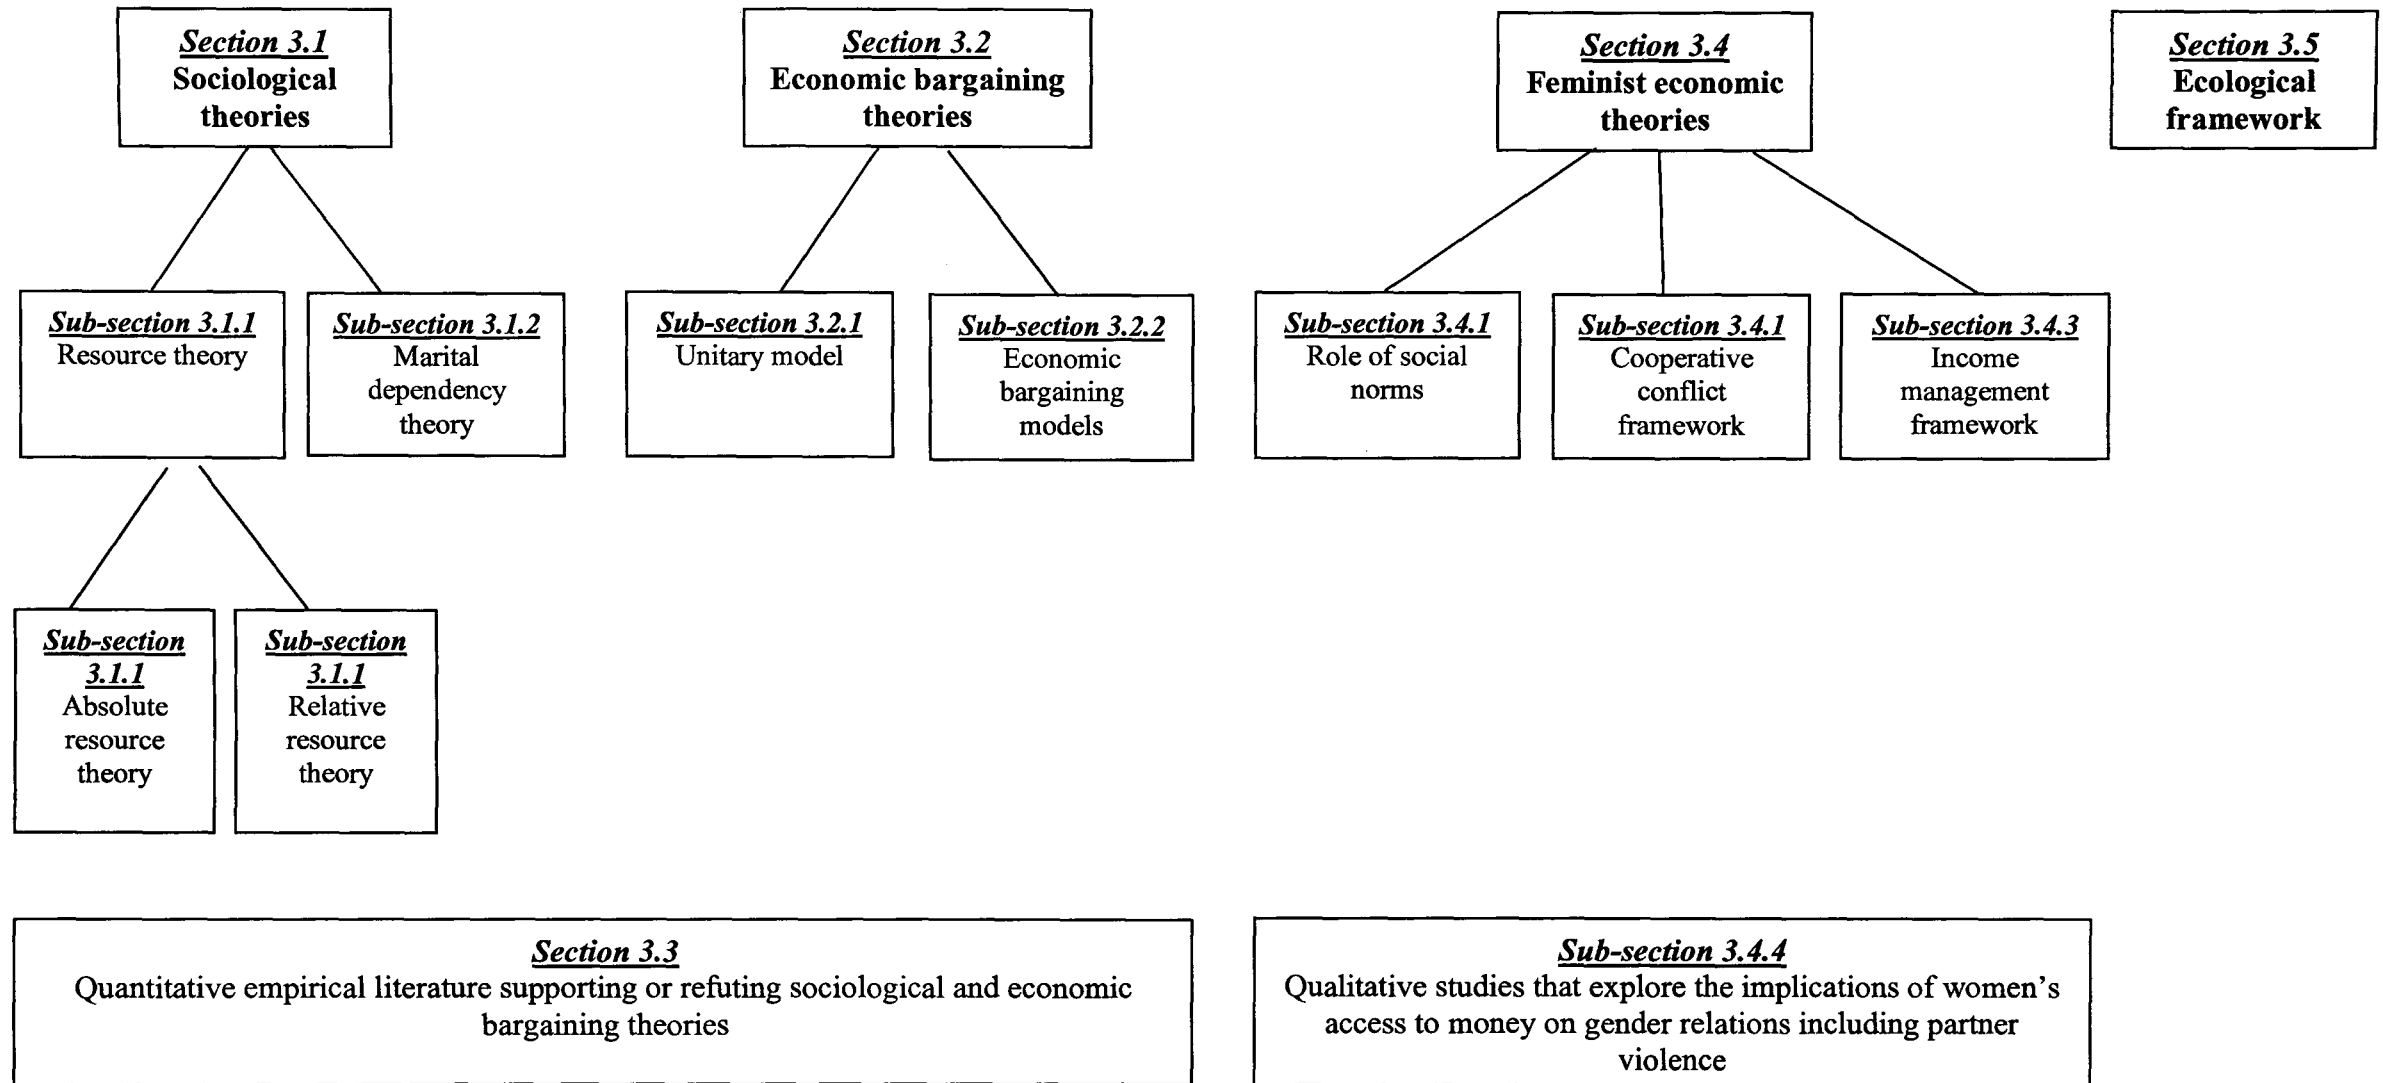 Section 3.1
Sociological
theories
Section 3.2
Economic bargaining
theories
Section 3.4
Feminist economic
theories
Section 3.5
Ecological
framework
Sub-section 3.1.1
Resource theory
Sub-section 3.1.2
Marital
dependency
theory
Sub-section 3.2.1
Unitary model
Sub-section 3.2.2
Economic
bargaining
models
Sub-section 3.4.1
Role of social
norms
Sub-section 3.4.1
Cooperative
conflict
framework
Sub-section 3.4.3
Income
management
framework
Sub-section
3.1.1
Absolute
resource
theory
Sub-section
3.1.1
Relative
resource
theory
Section 3.3
Quantitative empirical literature supporting or refuting sociological and economic
bargaining theories
Sub-section 3.4.4
Qualitative studies that explore the implications of women's
access to money on gender relations including partner
violence